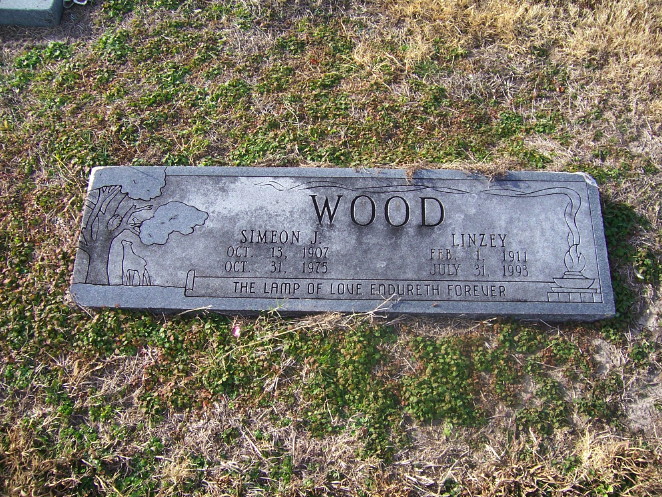 WOOD
SIMEON J. LINZEY
OCT. 13, 1907 FEB. 1, 1911
OCT. 31, 1975 JULY 31, 1993
THE LAMP OF LOVE ENDURETH FOREVER